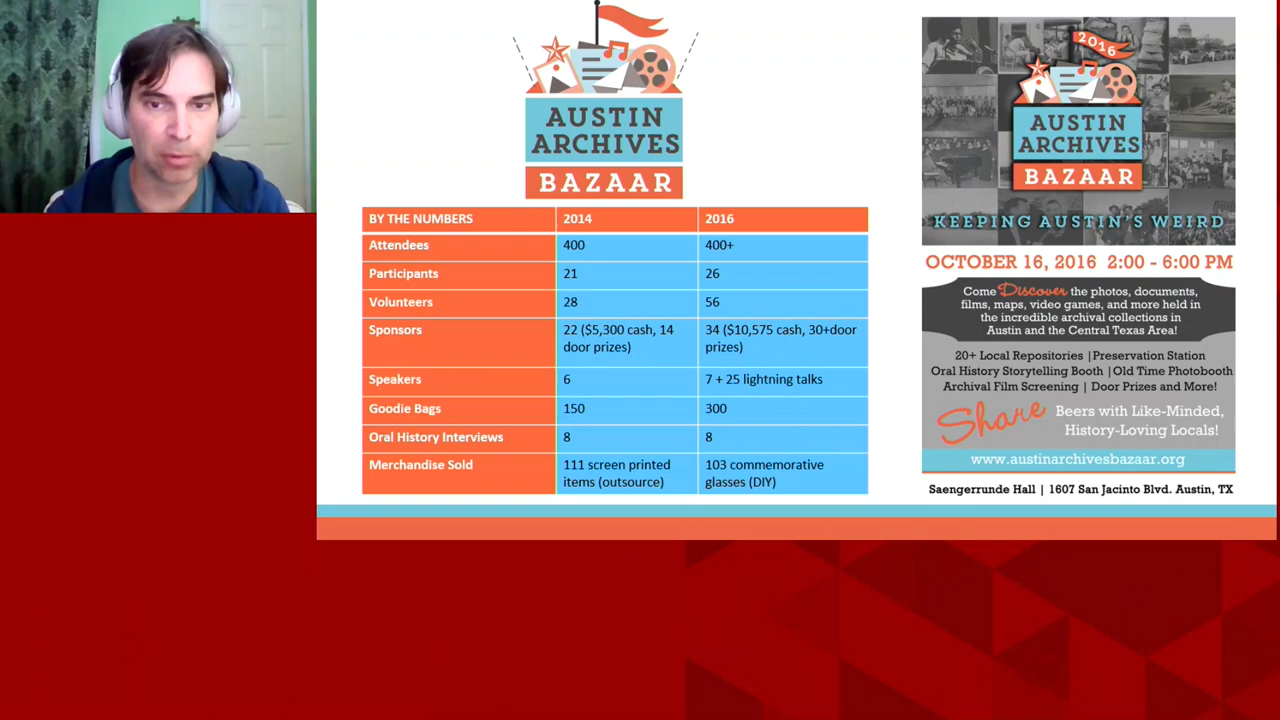 AUSTIN
ARCHIVES
BAZAAR
BY THE NUMBERS 2014 2016
Attendees 400 400+
Participants 21 26
Volunteers 28 56
Sponsors 22 ($5,300 cash, 14 34 ($10,575 cash, 30+door
door prizes) prizes)
Speakers 6 7 + 25 lightning talks
Goodie Bags 150 300
Oral History Interviews 8 8
Merchandise Sold 111 screen printed 103 commemorative
items (outsource) glasses (DIY)
2016
AUSTIN
ARCHIVES
BAZAAR
KEEPING AUSTIN'S WEIRD
OCTOBER 16, 2016 2:00 - 6:00 PM
Come Discover the photos, documents,
films, maps, video games, and more held in
the incredible archival collections in
Austin and the Central Texas Area!
20+ Local Repositories | Preservation Station
Oral History Storytelling Booth | Old Time Photobooth
Archival Film Screening | Door Prizes and More!
Share Beers with Like-Minded,
History-Loving Locals!
www.austinarchivesbazaar.org
Saengerrunde Hall | 1607 San Jacinto Blvd. Austin, TX